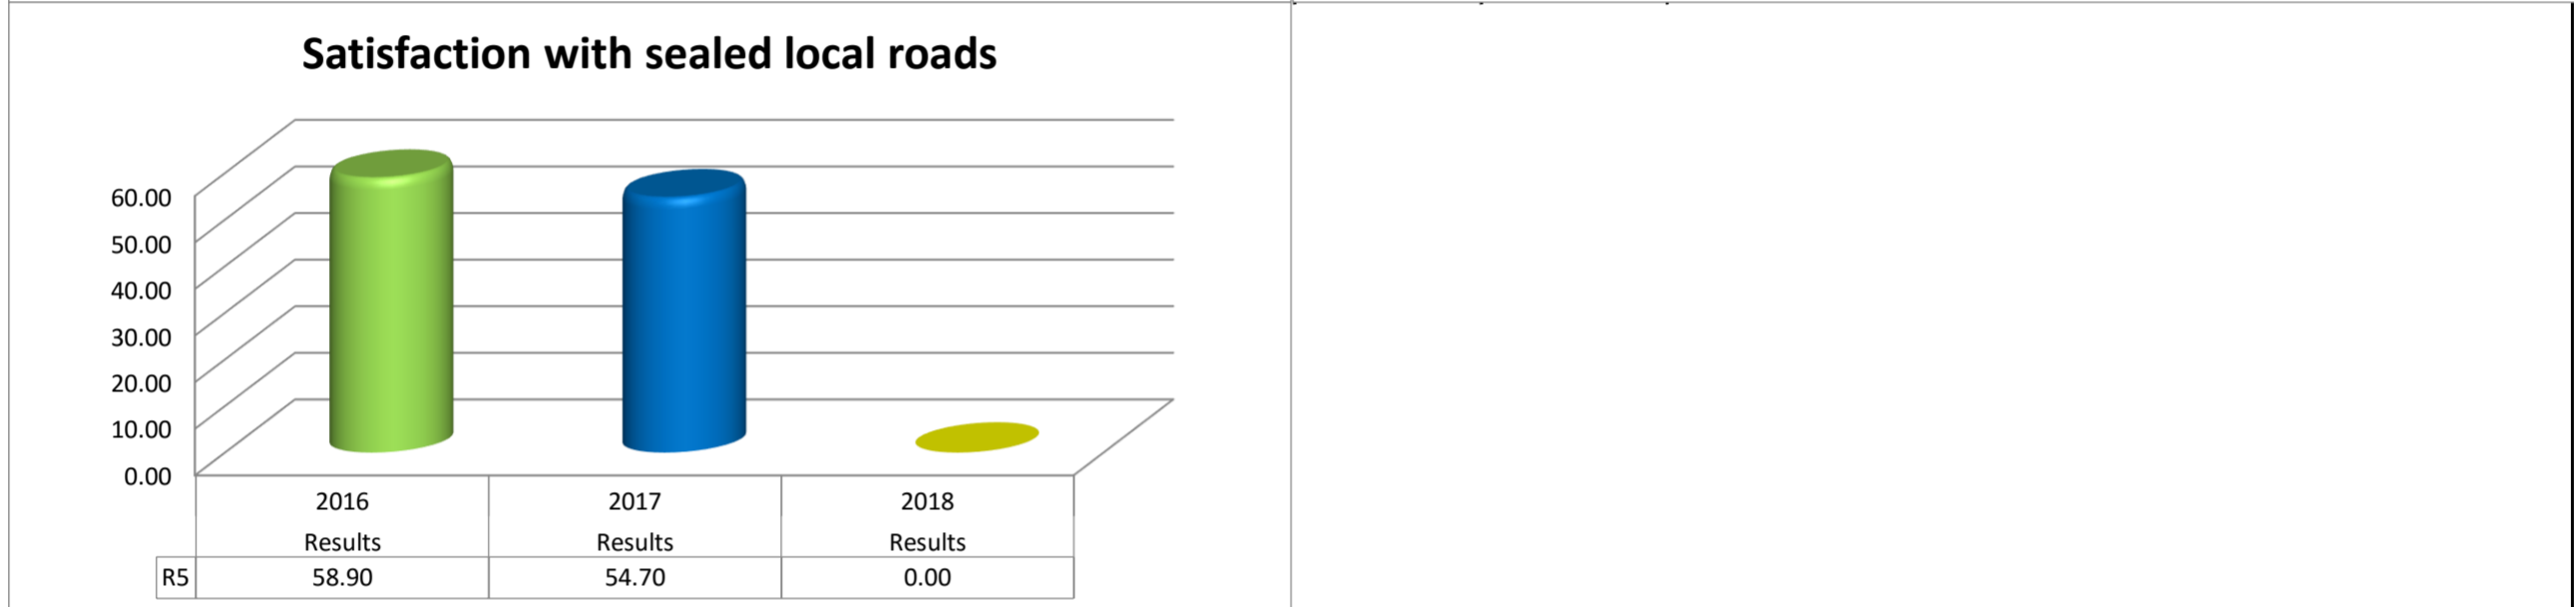 Satisfaction with sealed local roads
60.00
50.00
40.00
30.00
20.00
10.00
0.00
2016 2017 2018
Results Results Results
R5 58.90 54.70 0.00